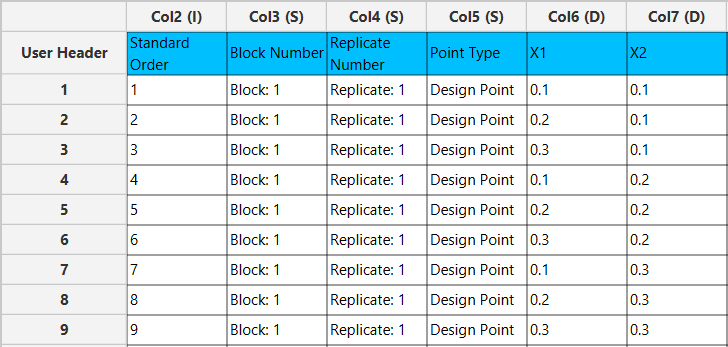 Col2 (I) Col3 (S) Col4 (S) Col5 (S) Col6 (D) Col7 (D)
User Header Standard Order Block Number Replicate Number Point Type X1 X2
1 1 Block: 1 Replicate: 1 Design Point 0.1 0.1
2 2 Block: 1 Replicate: 1 Design Point 0.2 0.1
3 3 Block: 1 Replicate: 1 Design Point 0.3 0.1
4 4 Block: 1 Replicate: 1 Design Point 0.1 0.2
5 5 Block: 1 Replicate: 1 Design Point 0.2 0.2
6 6 Block: 1 Replicate: 1 Design Point 0.3 0.2
7 7 Block: 1 Replicate: 1 Design Point 0.1 0.3
8 8 Block: 1 Replicate: 1 Design Point 0.2 0.3
9 9 Block: 1 Replicate: 1 Design Point 0.3 0.3